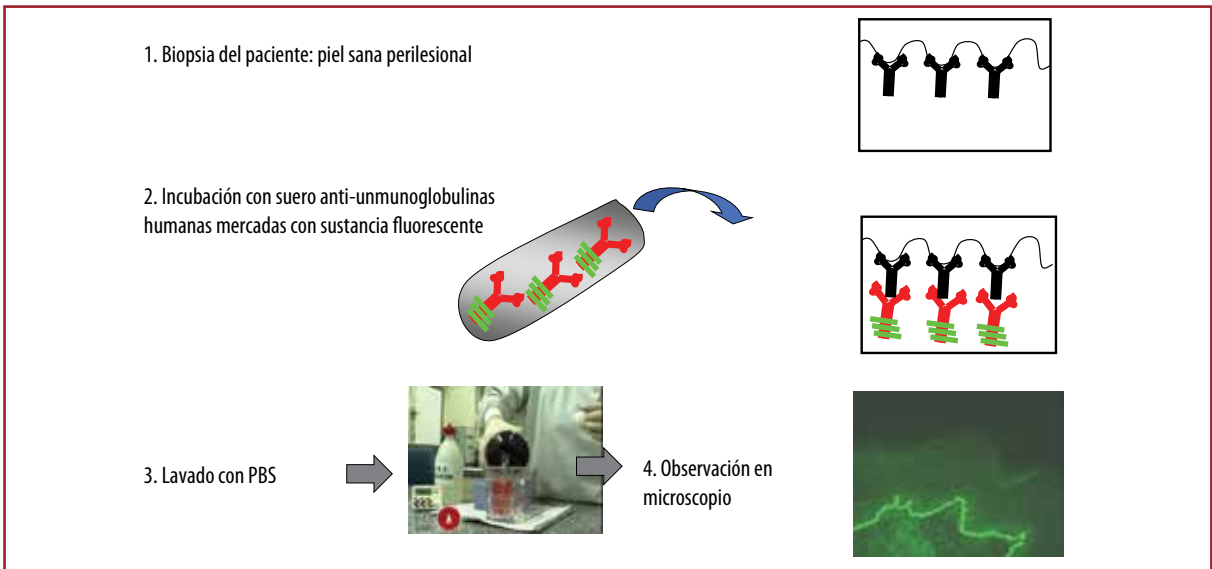 1. Biopsia del paciente: piel sana perilesional
2. Incubación con suero anti-unmunoglobulinas
humanas mercadas con sustancia fluorescente
3. Lavado con PBS
4. Observación en
microscopio